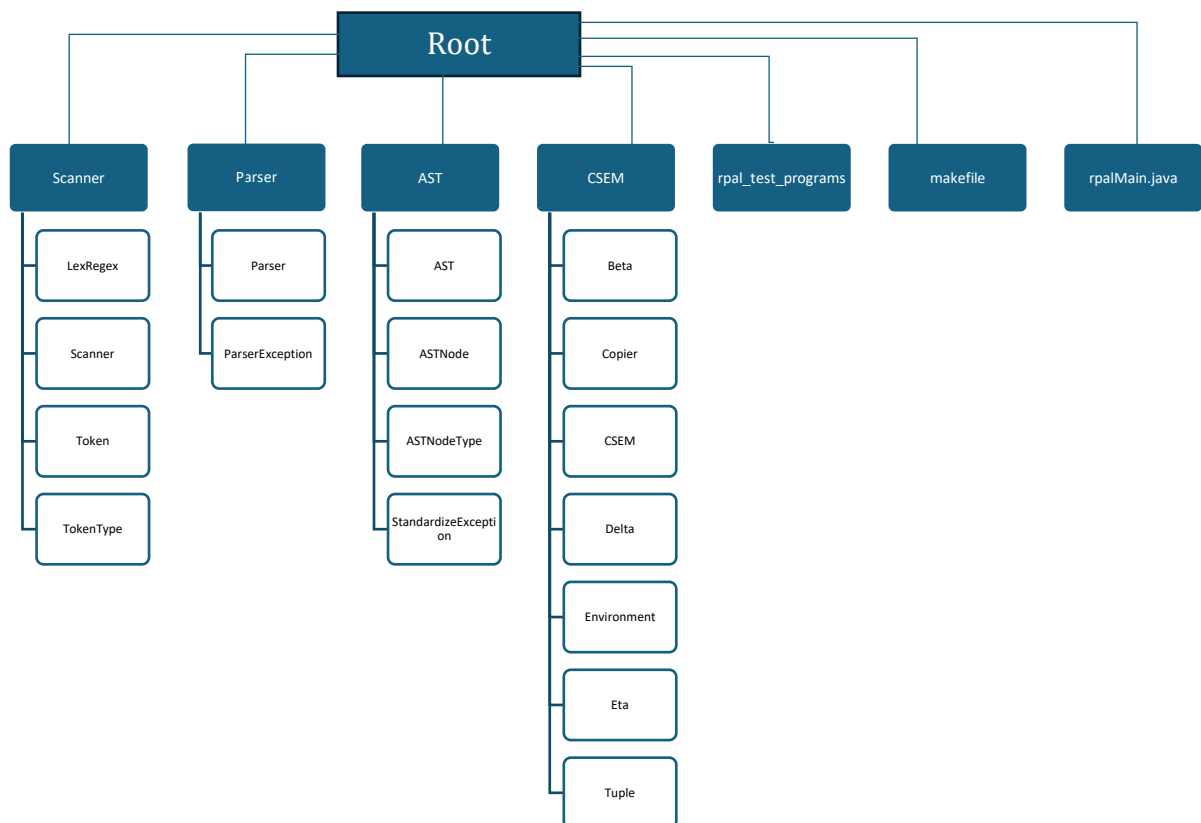 Root
Scanner
Parser
AST
CSEM
rpal_test_programs
makefile
rpalMain.java
LexRegex
Scanner
Token
TokenType
Parser
ParserException
AST
ASTNode
ASTNodeType
StandardizeExcepti
on
Beta
Copier
CSEM
Delta
Environment
Eta
Tuple